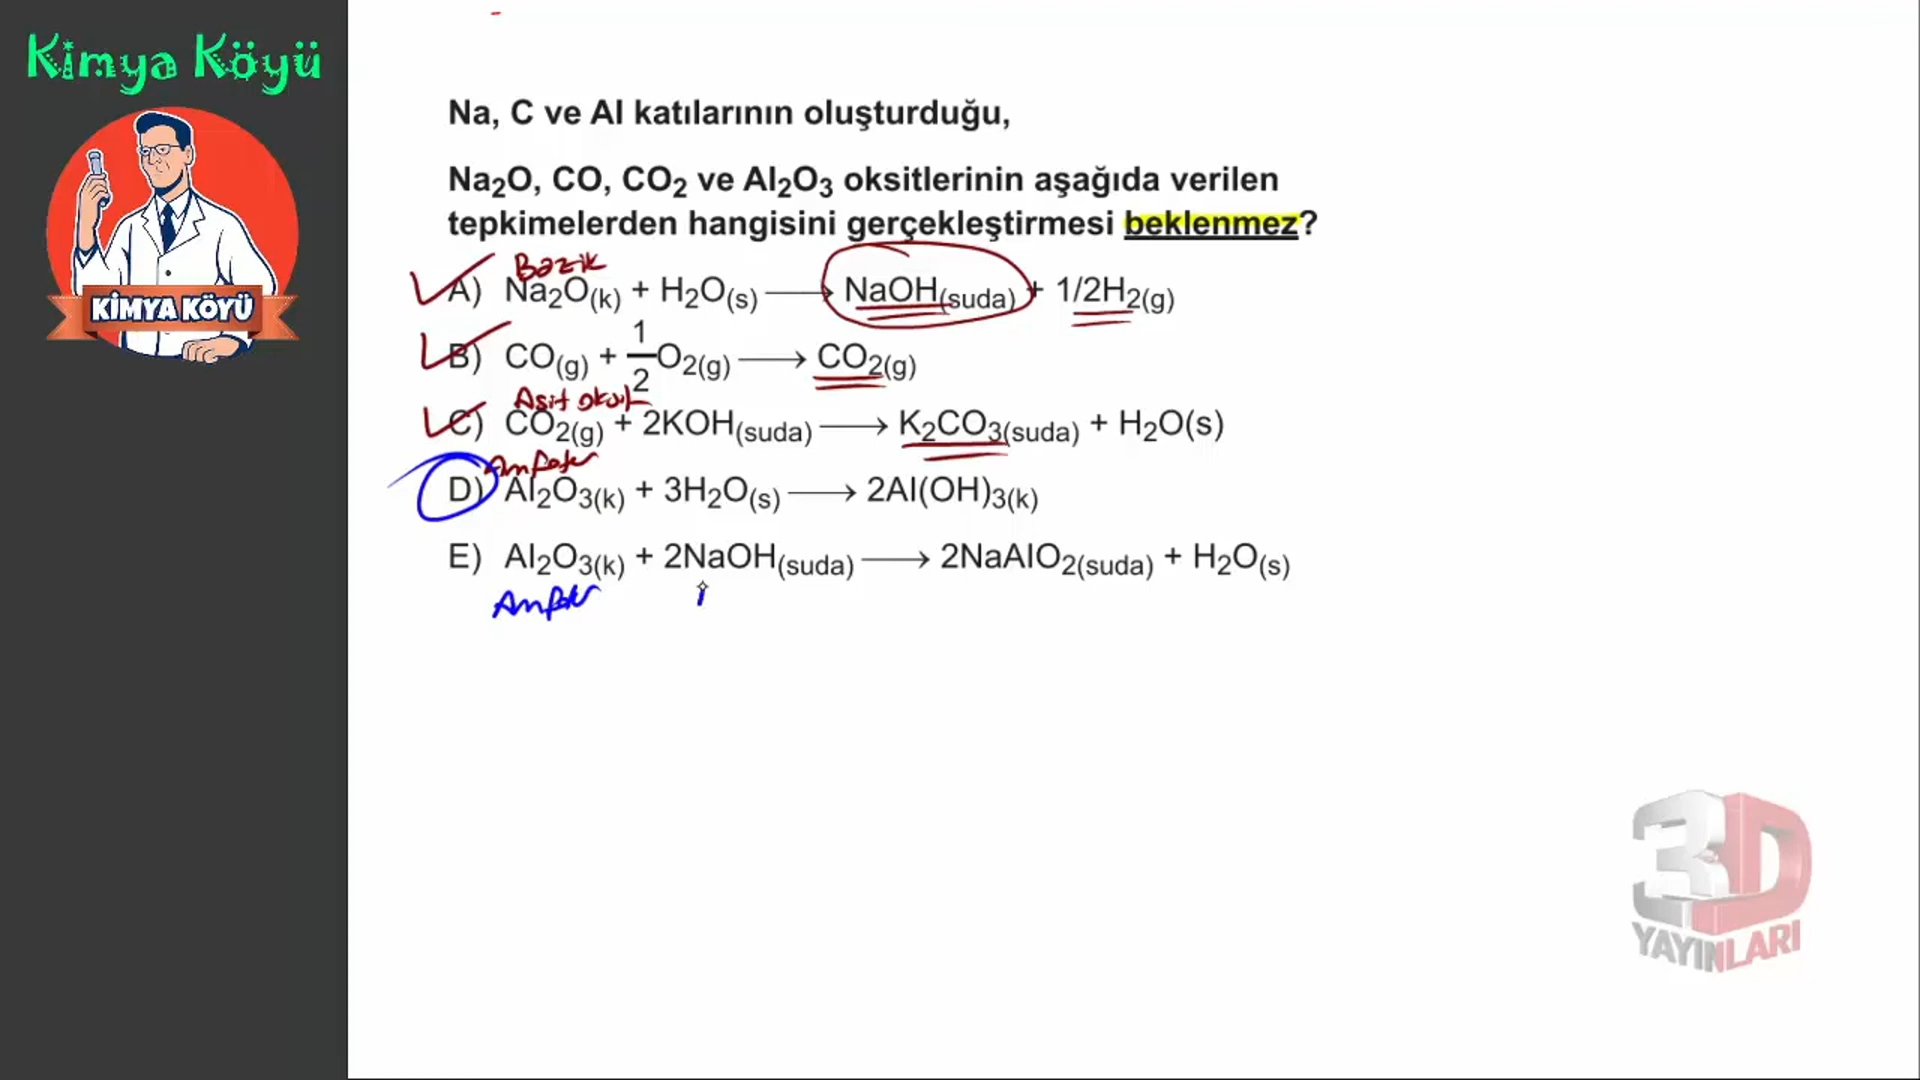 Kimya Köyü
KİMYA KÖYÜ
Na, C ve Al katılarının oluşturduğu,
Na₂O, CO, CO₂ ve Al₂O₃ oksitlerinin aşağıda verilen
tepkimelerden hangisini gerçekleştirmesi beklenmez?
Bazik
A) Na₂O(k) + H₂O(s) ⟶ NaOH(suda) + 1/2H₂(g)
B) CO(g) + 1/2 O₂(g) ⟶ CO₂(g)
Asit oksit
C) CO₂(g) + 2KOH(suda) ⟶ K₂CO₃(suda) + H₂O(s)
Amfoter
D) Al₂O₃(k) + 3H₂O(s) ⟶ 2Al(OH)₃(k)
E) Al₂O₃(k) + 2NaOH(suda) ⟶ 2NaAlO₂(suda) + H₂O(s)
Amfoter
3D
YAYINLARI